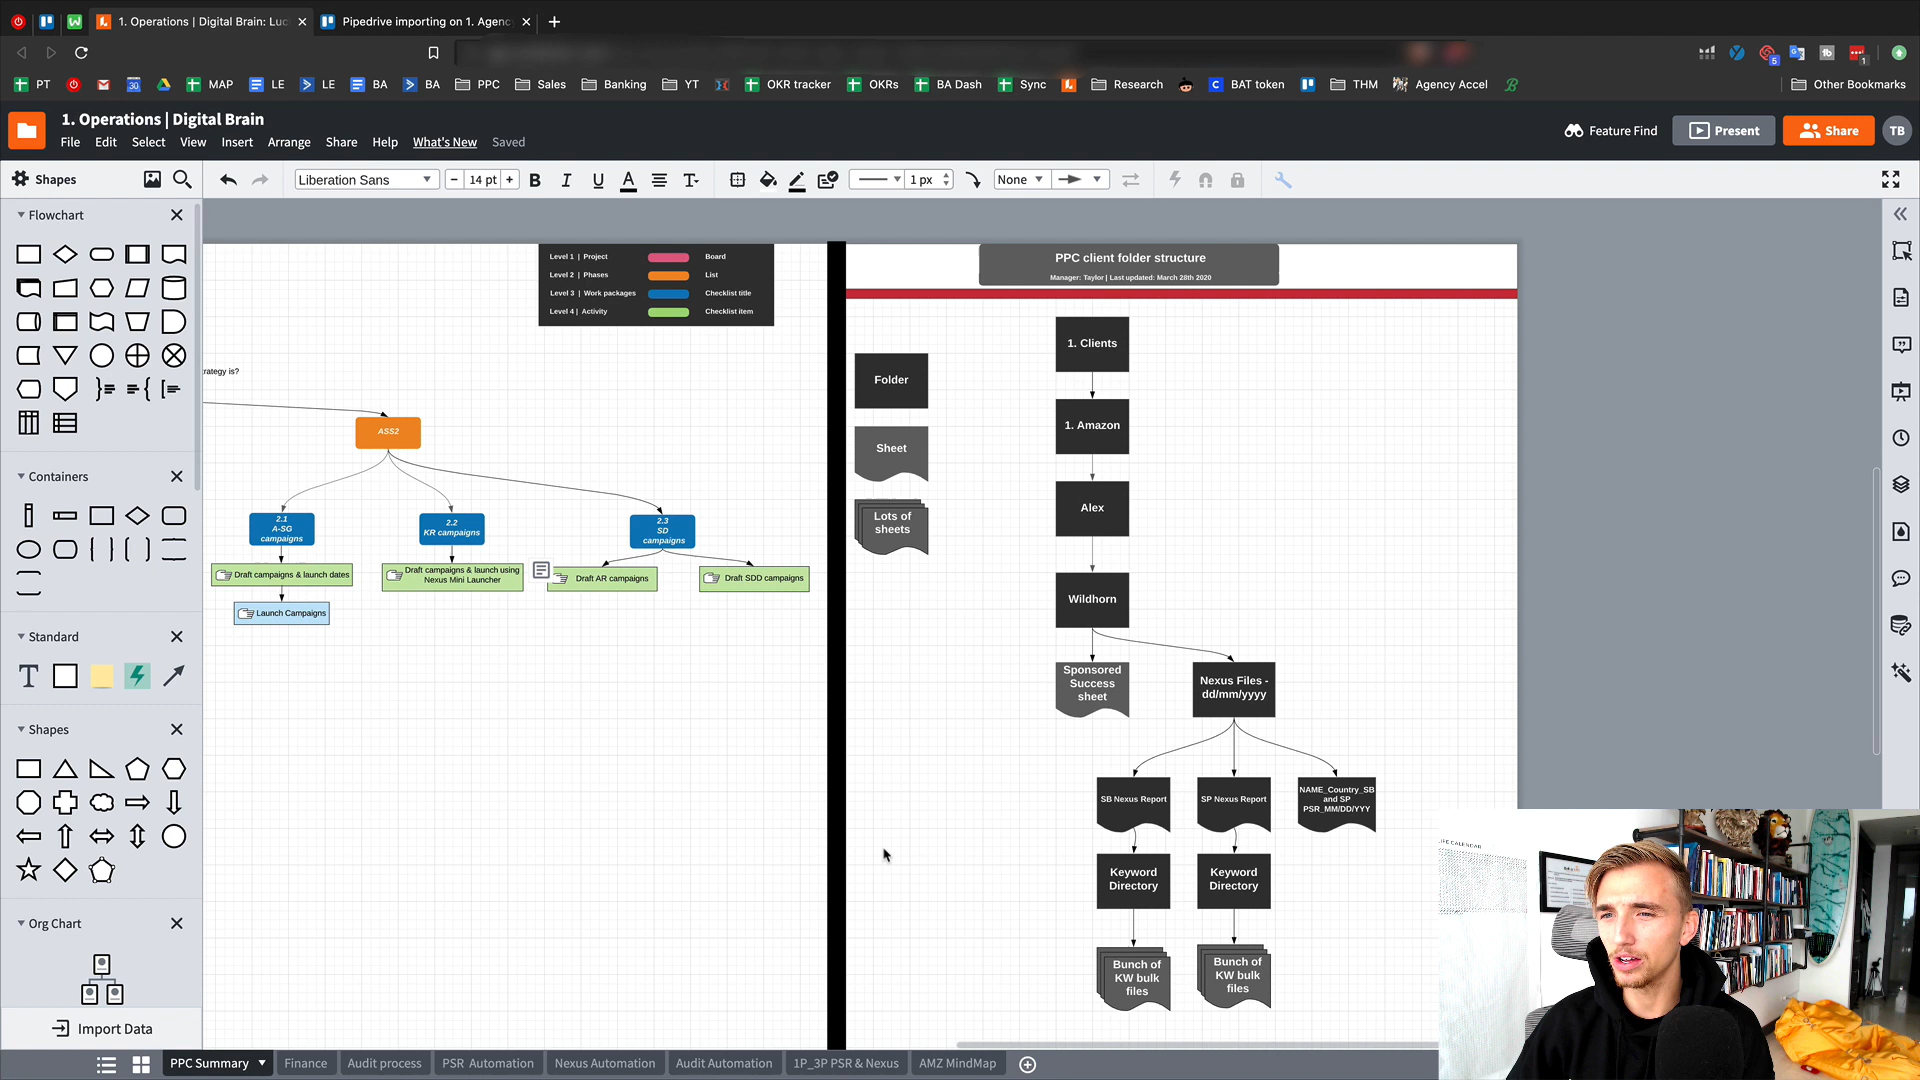 1. Operations | Digital Brain: Luc
Pipedrive importing on 1. Agenc
PT
MAP
LE
LE
BA
BA
PPC
Sales
Banking
YT
OKR tracker
OKRs
BA Dash
Sync
Research
BAT token
THM
Agency Accel
Other Bookmarks
1. Operations | Digital Brain
File Edit Select View Insert Arrange Share Help What's New Saved
Feature Find
Present
Share
TB
Shapes
Liberation Sans
14 pt
1 px
None
Flowchart
Containers
Standard
Shapes
Org Chart
Import Data
Level 1 | Project Board
Level 2 | Phases List
Level 3 | Work packages Checklist title
Level 4 | Activity Checklist item
rategy is?
ASS2
2.1
A-SG
campaigns
2.2
KR campaigns
2.3
SD
campaigns
Draft campaigns & launch dates
Draft campaigns & launch using
Nexus Mini Launcher
Draft AR campaigns
Draft SDD campaigns
Launch Campaigns
PPC client folder structure
Manager: Taylor | Last updated: March 28th 2020
Folder
Sheet
Lots of
sheets
1. Clients
1. Amazon
Alex
Wildhorn
Sponsored
Success
sheet
Nexus Files -
dd/mm/yyyy
SB Nexus Report
SP Nexus Report
NAME_Country_SB
and SP
PSR_MM/DD/YYY
Keyword
Directory
Keyword
Directory
Bunch of
KW bulk
files
Bunch of
KW bulk
files
LIFE CALENDAR
PPC Summary
Finance
Audit process
PSR Automation
Nexus Automation
Audit Automation
1P_3P PSR & Nexus
AMZ MindMap